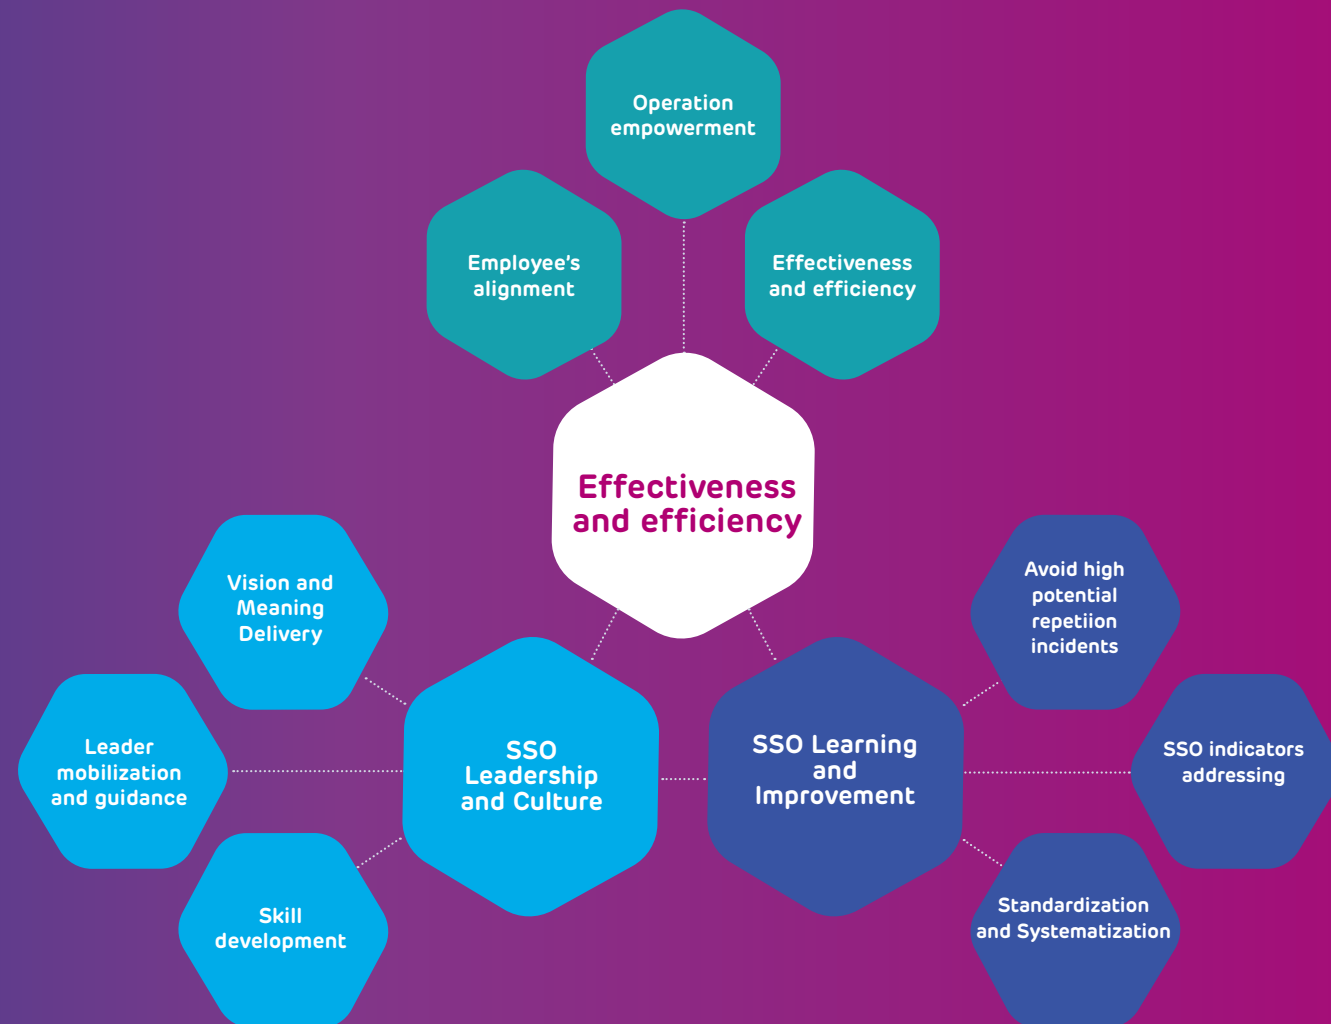 Operation
empowerment
Employee's
alignment
Effectiveness
and efficiency
Effectiveness
and efficiency
Vision and
Meaning
Delivery
Leader
mobilization
and guidance
Skill
development
SSO
Leadership
and Culture
SSO Learning
and
Improvement
Avoid high
potential
repetiion
incidents
SSO indicators
addressing
Standardization
and Systematization